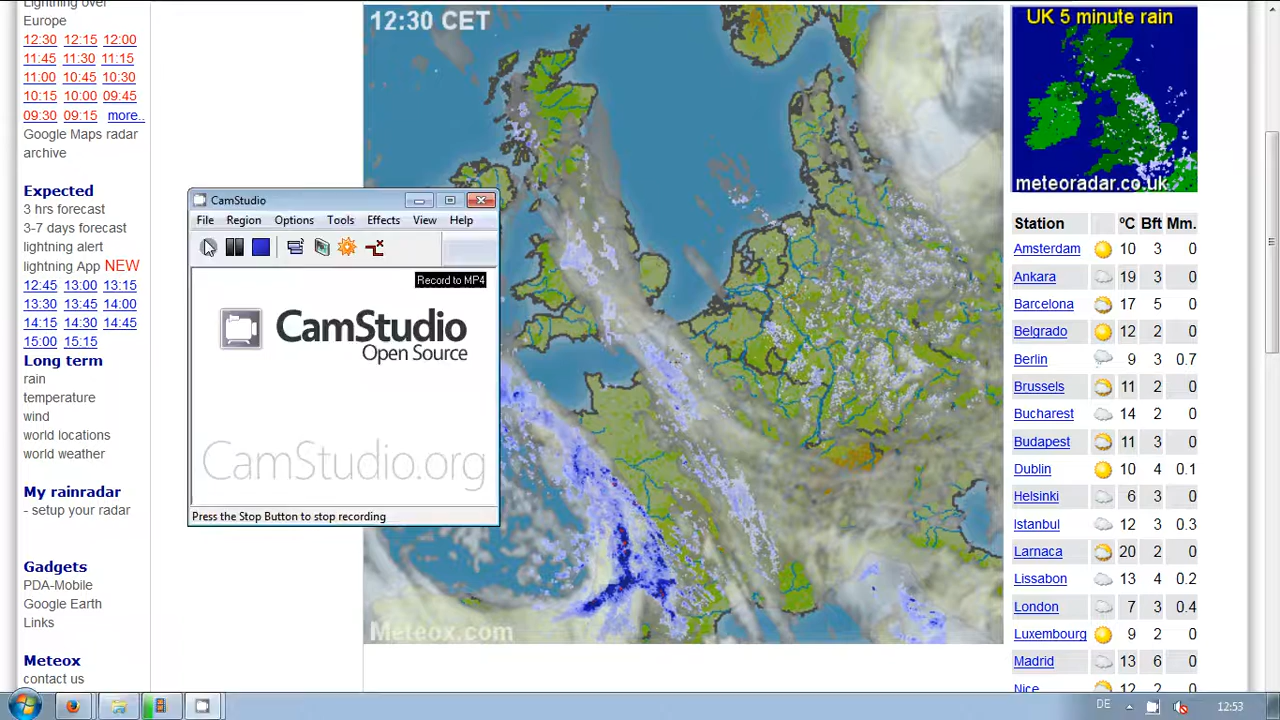 Lightning over
Europe
12:30 12:15 12:00
11:45 11:30 11:15
11:00 10:45 10:30
10:15 10:00 09:45
09:30 09:15 more..
Google Maps radar
archive
Expected
3 hrs forecast
3-7 days forecast
lightning alert
lightning App NEW
12:45 13:00 13:15
13:30 13:45 14:00
14:15 14:30 14:45
15:00 15:15
Long term
rain
temperature
wind
world locations
world weather
My rainradar
- setup your radar
Gadgets
PDA-Mobile
Google Earth
Links
Meteox
contact us
CamStudio
File Region Options Tools Effects View Help
Record to MP4
CamStudio
Open Source
CamStudio.org
Press the Stop Button to stop recording
12:30 CET
Meteox.com
UK 5 minute rain
meteoradar.co.uk
Station ºC Bft Mm.
Amsterdam 10 3 0
Ankara 19 3 0
Barcelona 17 5 0
Belgrado 12 2 0
Berlin 9 3 0.7
Brussels 11 2 0
Bucharest 14 2 0
Budapest 11 3 0
Dublin 10 4 0.1
Helsinki 6 3 0
Istanbul 12 3 0.3
Larnaca 20 2 0
Lissabon 13 4 0.2
London 7 3 0.4
Luxembourg 9 2 0
Madrid 13 6 0
Nice 12 2 0
DE 12:53